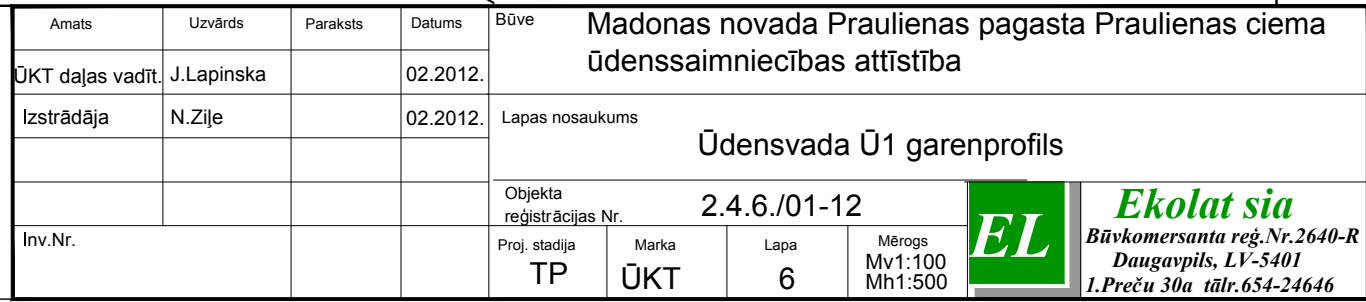 Amats Uzvārds Paraksts Datums
ŪKT daļas vadīt. J.Lapinska 02.2012.
Izstrādāja N.Ziļe 02.2012.
Inv.Nr.
Būve Madonas novada Praulienas pagasta Praulienas ciema
ūdenssaimniecības attīstība
Lapas nosaukums
Ūdensvada Ū1 garenprofils
Objekta
reģistrācijas Nr. 2.4.6./01-12
Proj. stadija Marka Lapa Mērogs
TP ŪKT 6 Mv1:100
Mh1:500
EL
Ekolat sia
Būvkomersanta reģ.Nr.2640-R
Daugavpils, LV-5401
1.Preču 30a tālr.654-24646